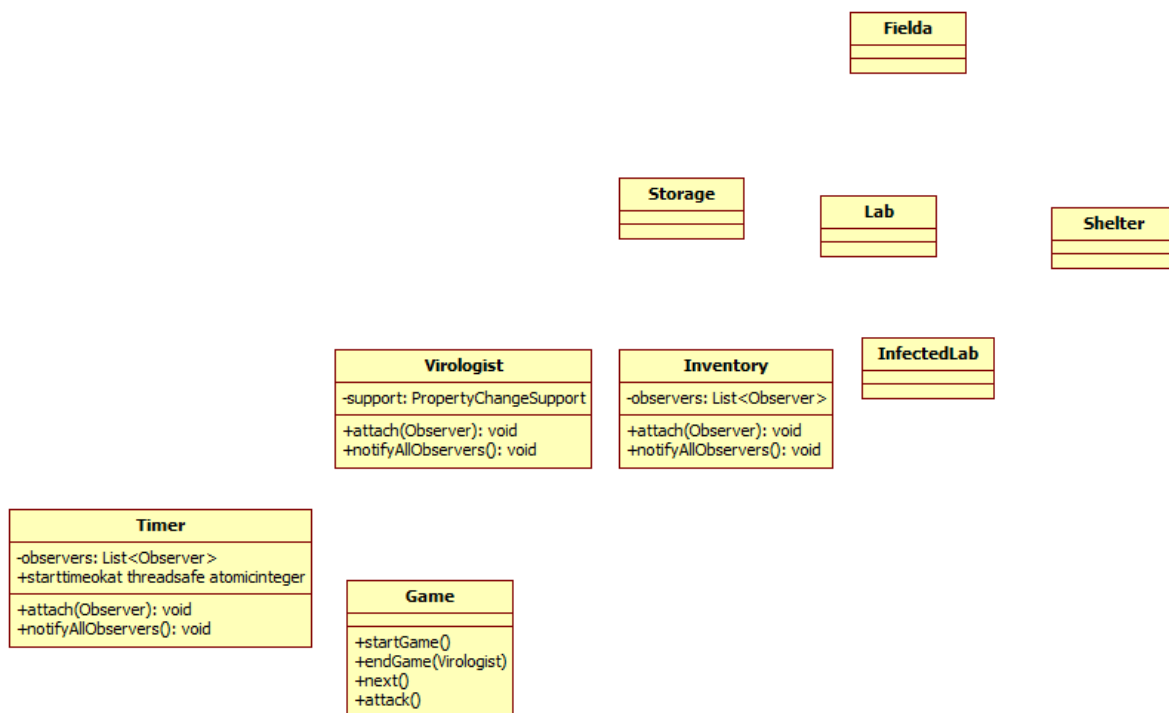 Fielda
Storage
Lab
Shelter
InfectedLab
Virologist
-support: PropertyChangeSupport
+attach(Observer): void
+notifyAllObservers(): void
Inventory
-observers: List<Observer>
+attach(Observer): void
+notifyAllObservers(): void
Timer
-observers: List<Observer>
+starttimeokat threadsafe atomicinteger
+attach(Observer): void
+notifyAllObservers(): void
Game
+startGame()
+endGame(Virologist)
+next()
+attack()